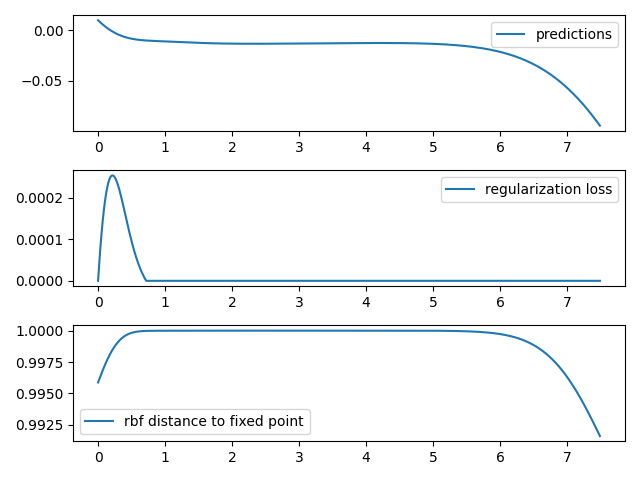 0.00
−0.05
predictions
0 1 2 3 4 5 6 7
0.0002
0.0001
0.0000
regularization loss
0 1 2 3 4 5 6 7
1.0000
0.9975
0.9950
0.9925
rbf distance to fixed point
0 1 2 3 4 5 6 7